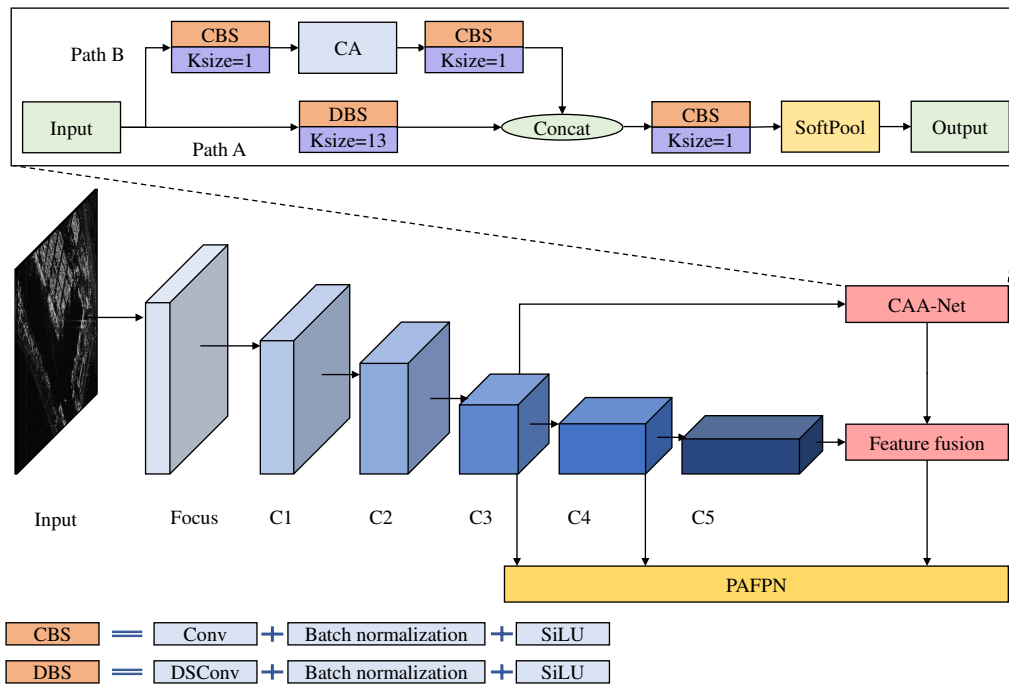 Path B
CBS
Ksize=1
CA
CBS
Ksize=1
Input
Path A
DBS
Ksize=13
Concat
CBS
Ksize=1
SoftPool
Output
CAA-Net
Feature fusion
Input
Focus
C1
C2
C3
C4
C5
PAFPN
CBS = Conv + Batch normalization + SiLU
DBS = DSConv + Batch normalization + SiLU